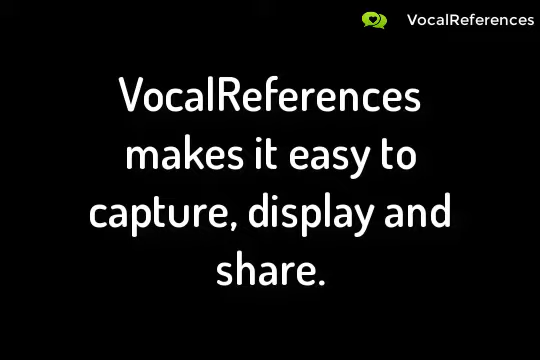 VocalReferences
VocalReferences
makes it easy to
capture, display and
share.